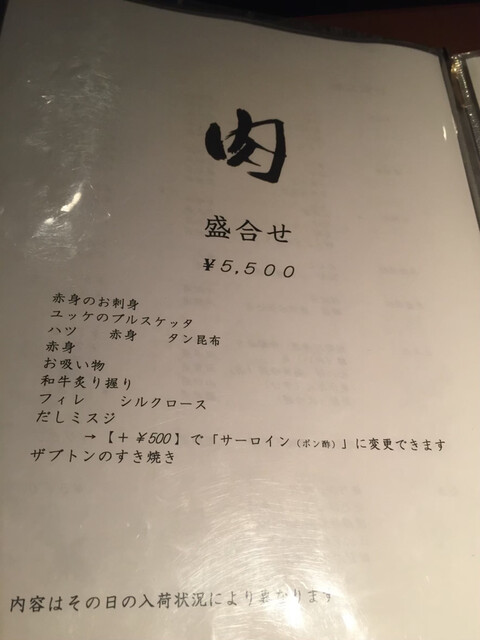 肉
盛合せ
¥5,500
赤身のお刺身
ユッケのブルスケッタ
ハツ　赤身　タン昆布
赤身
お吸い物
和牛炙り握り
フィレ　シルクロース
だしミスジ
→【+ ¥500】で「サーロイン（ポン酢）」に変更できます
ザブトンのすき焼き
内容はその日の入荷状況により異なります